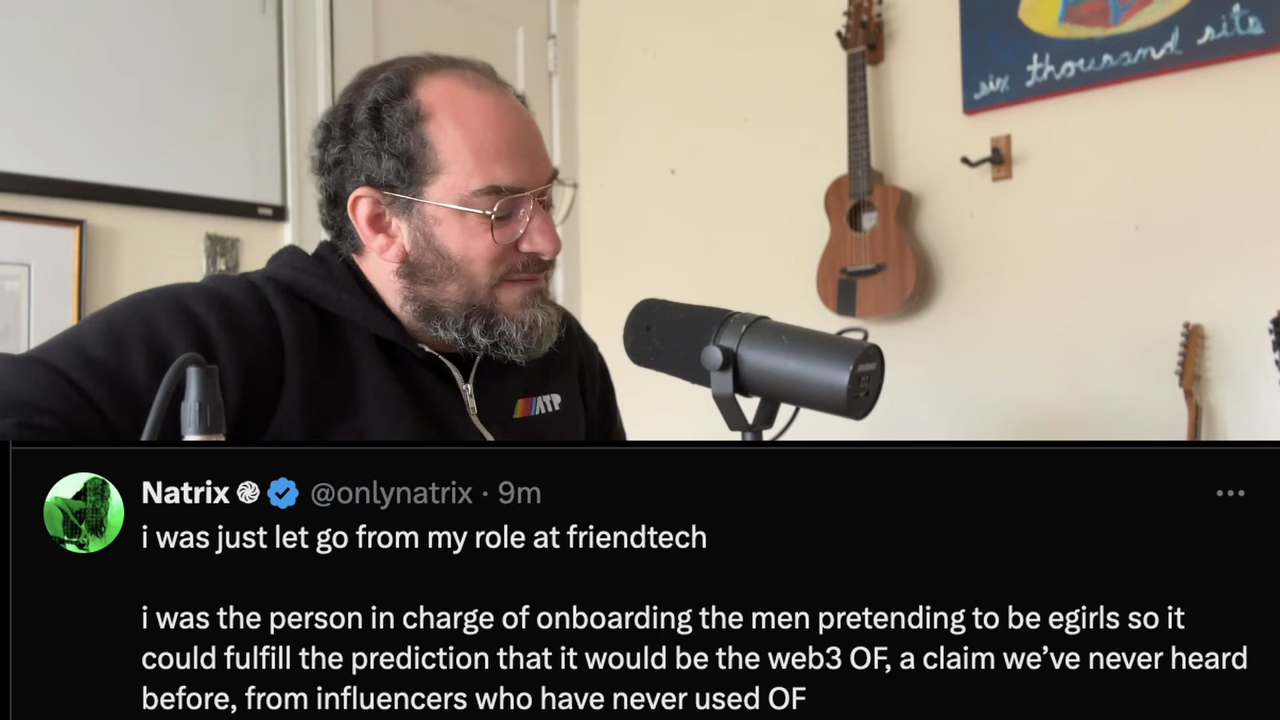 six thousand sits
ATP
Natrix @onlynatrix · 9m
i was just let go from my role at friendtech
i was the person in charge of onboarding the men pretending to be egirls so it
could fulfill the prediction that it would be the web3 OF, a claim we’ve never heard
before, from influencers who have never used OF